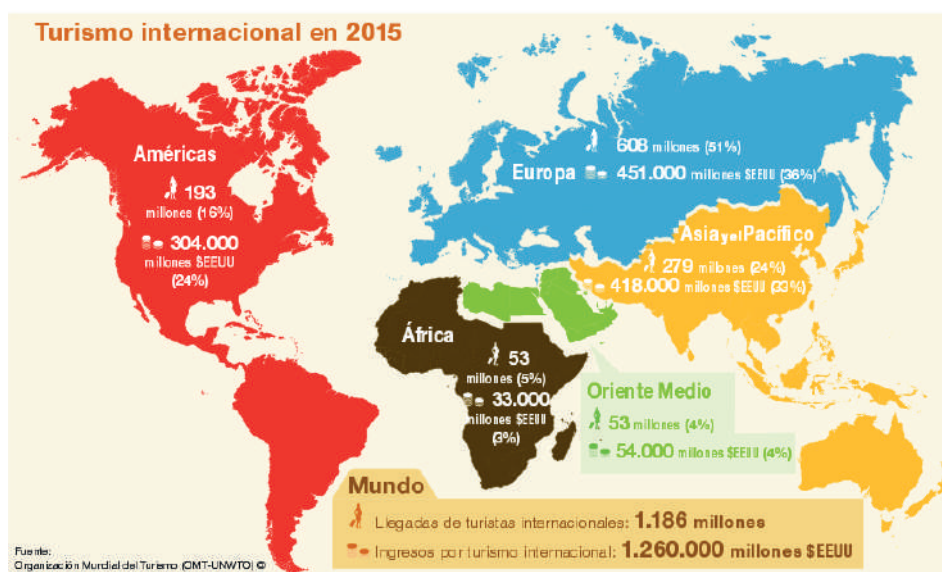 Turismo internacional en 2015
Américas
193
millones (16%)
304.000
millones $EEUU
(24%)
608 millones (51%)
Europa
451.000 millones $EEUU (36%)
Asia y el Pacífico
279 millones (24%)
418.000 millones $EEUU (33%)
África
53
millones (5%)
33.000
millones $EEUU
(3%)
Oriente Medio
53 millones (4%)
54.000 millones $EEUU (4%)
Mundo
Llegadas de turistas internacionales: 1.186 millones
Ingresos por turismo internacional: 1.260.000 millones $EEUU
Fuente:
Organización Mundial del Turismo (OMT-UNWTO) ©